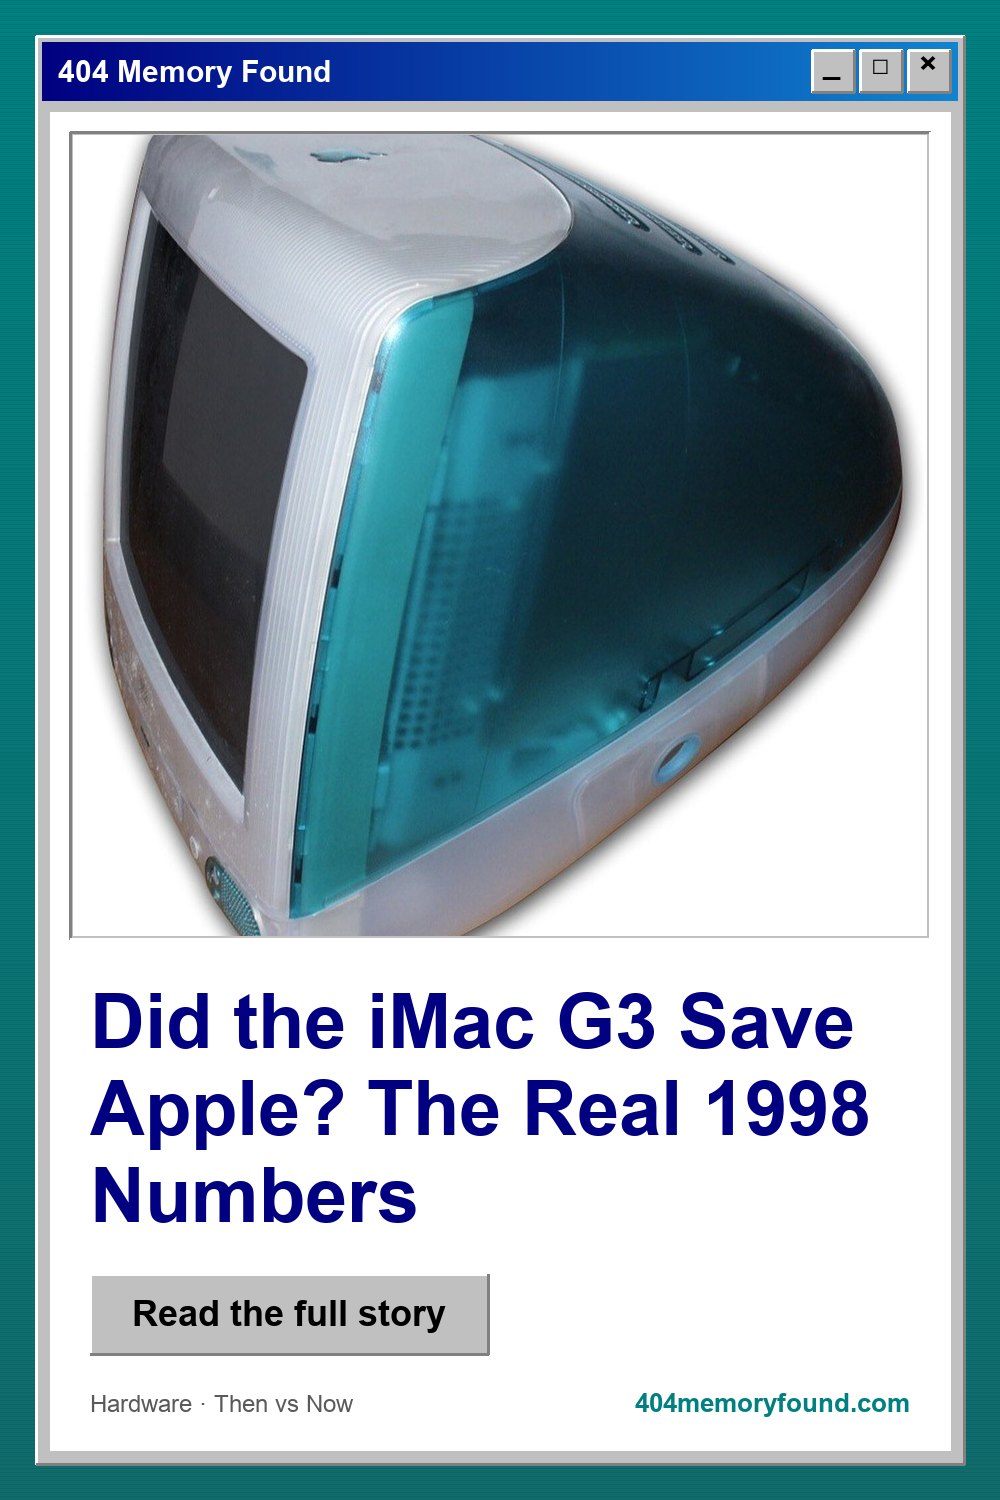 404 Memory Found
Did the iMac G3 Save
Apple? The Real 1998
Numbers
Read the full story
Hardware · Then vs Now
404memoryfound.com